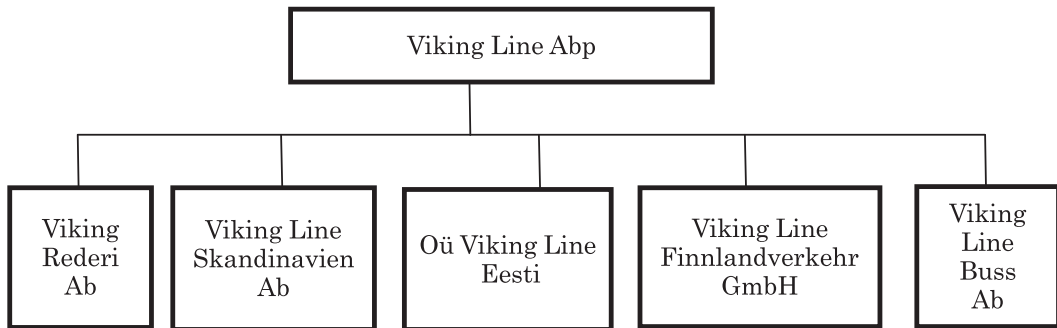 Viking Line Abp
Viking
Rederi
Ab
Viking Line
Skandinavien
Ab
Oü Viking Line
Eesti
Viking Line
Finnlandverkehr
GmbH
Viking
Line
Buss
Ab